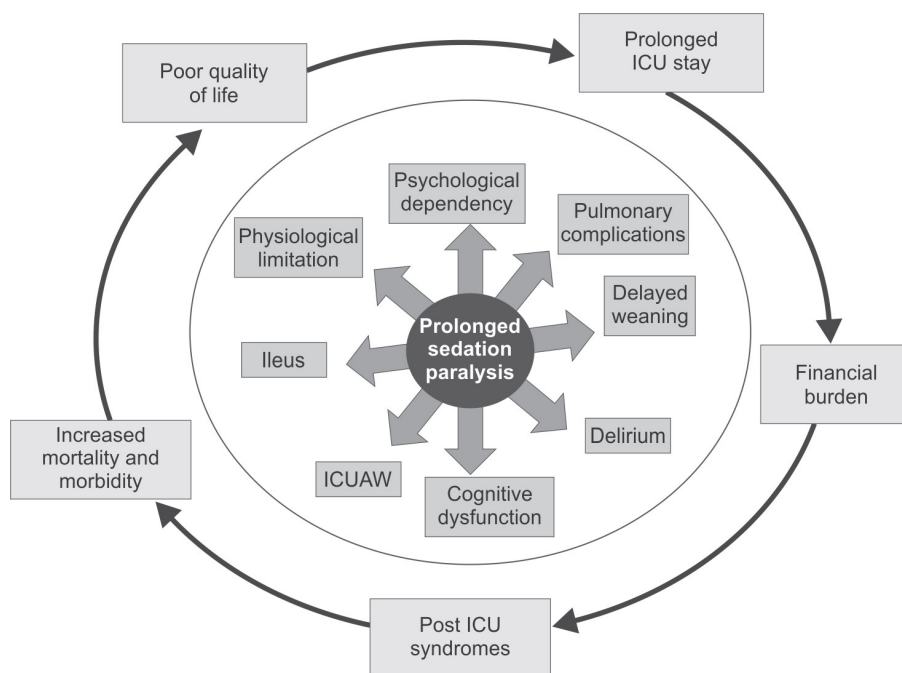 Prolonged
ICU stay
Poor quality
of life
Psychological
dependency
Pulmonary
complications
Physiological
limitation
Delayed
weaning
Prolonged
sedation
paralysis
Ileus
Financial
burden
Increased
mortality and
morbidity
Delirium
ICUAW
Cognitive
dysfunction
Post ICU
syndromes